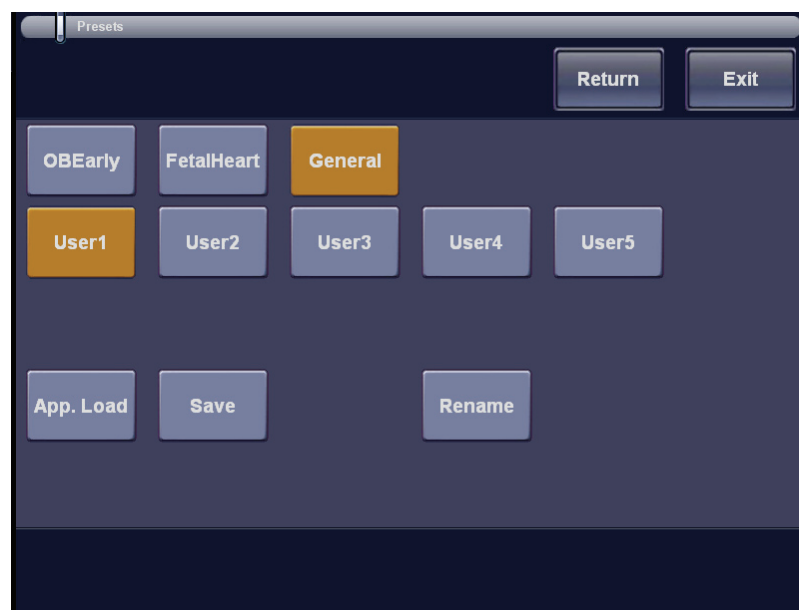 Presets
Return Exit
OBEarly FetalHeart General
User1 User2 User3 User4 User5
App. Load Save Rename